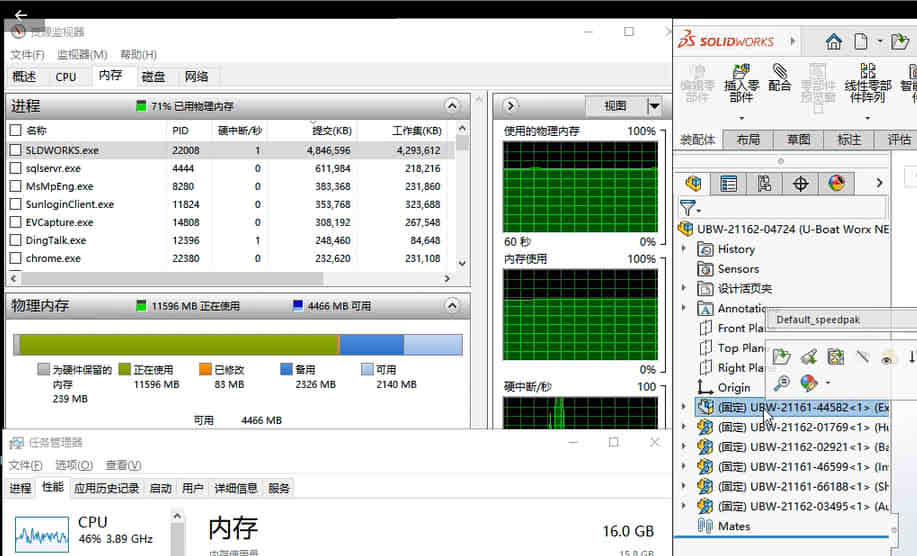 资源监视器
文件(F) 监视器(M) 帮助(H)
概述 CPU 内存 磁盘 网络
进程 71% 已用物理内存
名称 PID 硬中断/秒 提交(KB) 工作集(KB)
SLDWORKS.exe 22008 1 4,846,596 4,293,612
sqlservr.exe 4444 0 611,984 218,216
MsMpEng.exe 8280 0 383,368 231,860
SunloginClient.exe 11824 0 353,768 323,688
EVCapture.exe 14808 0 308,192 267,548
DingTalk.exe 12396 1 248,460 84,648
chrome.exe 22380 0 232,620 231,108
物理内存 11596 MB 正在使用 4466 MB 可用
为硬件保留的内存
239 MB
正在使用
11596 MB
已修改
83 MB
备用
2326 MB
可用
2140 MB
可用 4466 MB
视图
使用的物理内存 100%
60 秒 0%
内存使用 100%
0%
硬中断/秒 100
任务管理器
文件(F) 选项(O) 查看(V)
进程 性能 应用历史记录 启动 用户 详细信息 服务
CPU
46% 3.89 GHz
内存 16.0 GB
内存使用量 15.8 GB
SOLIDWORKS
编辑零部件 插入零部件 配合 零部件预览窗口 线性零部件阵列 智能
装配体 布局 草图 标注 评估
UBW-21162-04724 (U-Boat Worx NE
History
Sensors
设计活页夹
Annotation
Front Pla
Top Plan
Right Pla
Origin
Default_speedpak
(固定) UBW-21161-44582<1> (Ex
(固定) UBW-21162-01769<1> (Hu
(固定) UBW-21162-02921<1> (Ba
(固定) UBW-21161-46599<1> (In
(固定) UBW-21161-66188<1> (Sh
(固定) UBW-21162-03495<1> (Au
Mates